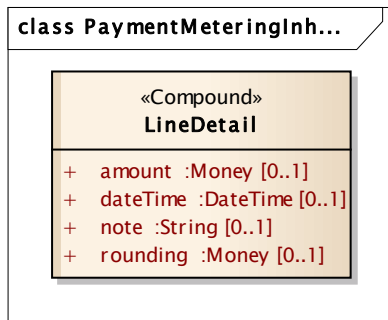 class PaymentMeteringInh...
«Compound»
LineDetail
+ amount :Money [0..1]
+ dateTime :DateTime [0..1]
+ note :String [0..1]
+ rounding :Money [0..1]